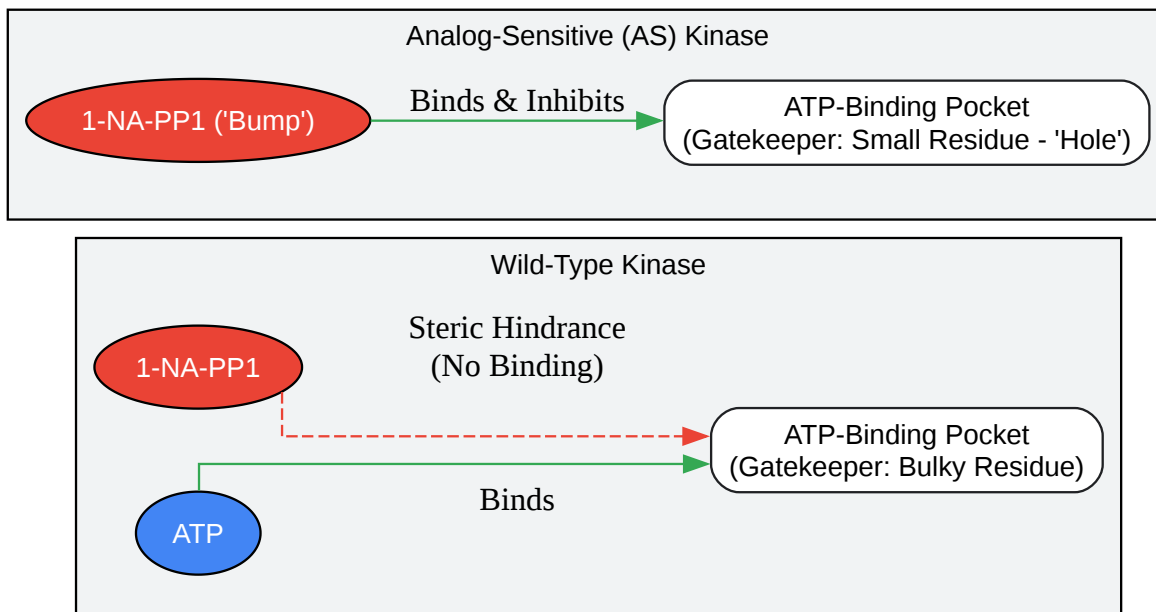 Analog-Sensitive (AS) Kinase
1-NA-PP1 ('Bump')
Binds & Inhibits
ATP-Binding Pocket
(Gatekeeper: Small Residue - 'Hole')
Wild-Type Kinase
1-NA-PP1
Steric Hindrance
(No Binding)
ATP-Binding Pocket
(Gatekeeper: Bulky Residue)
Binds
ATP